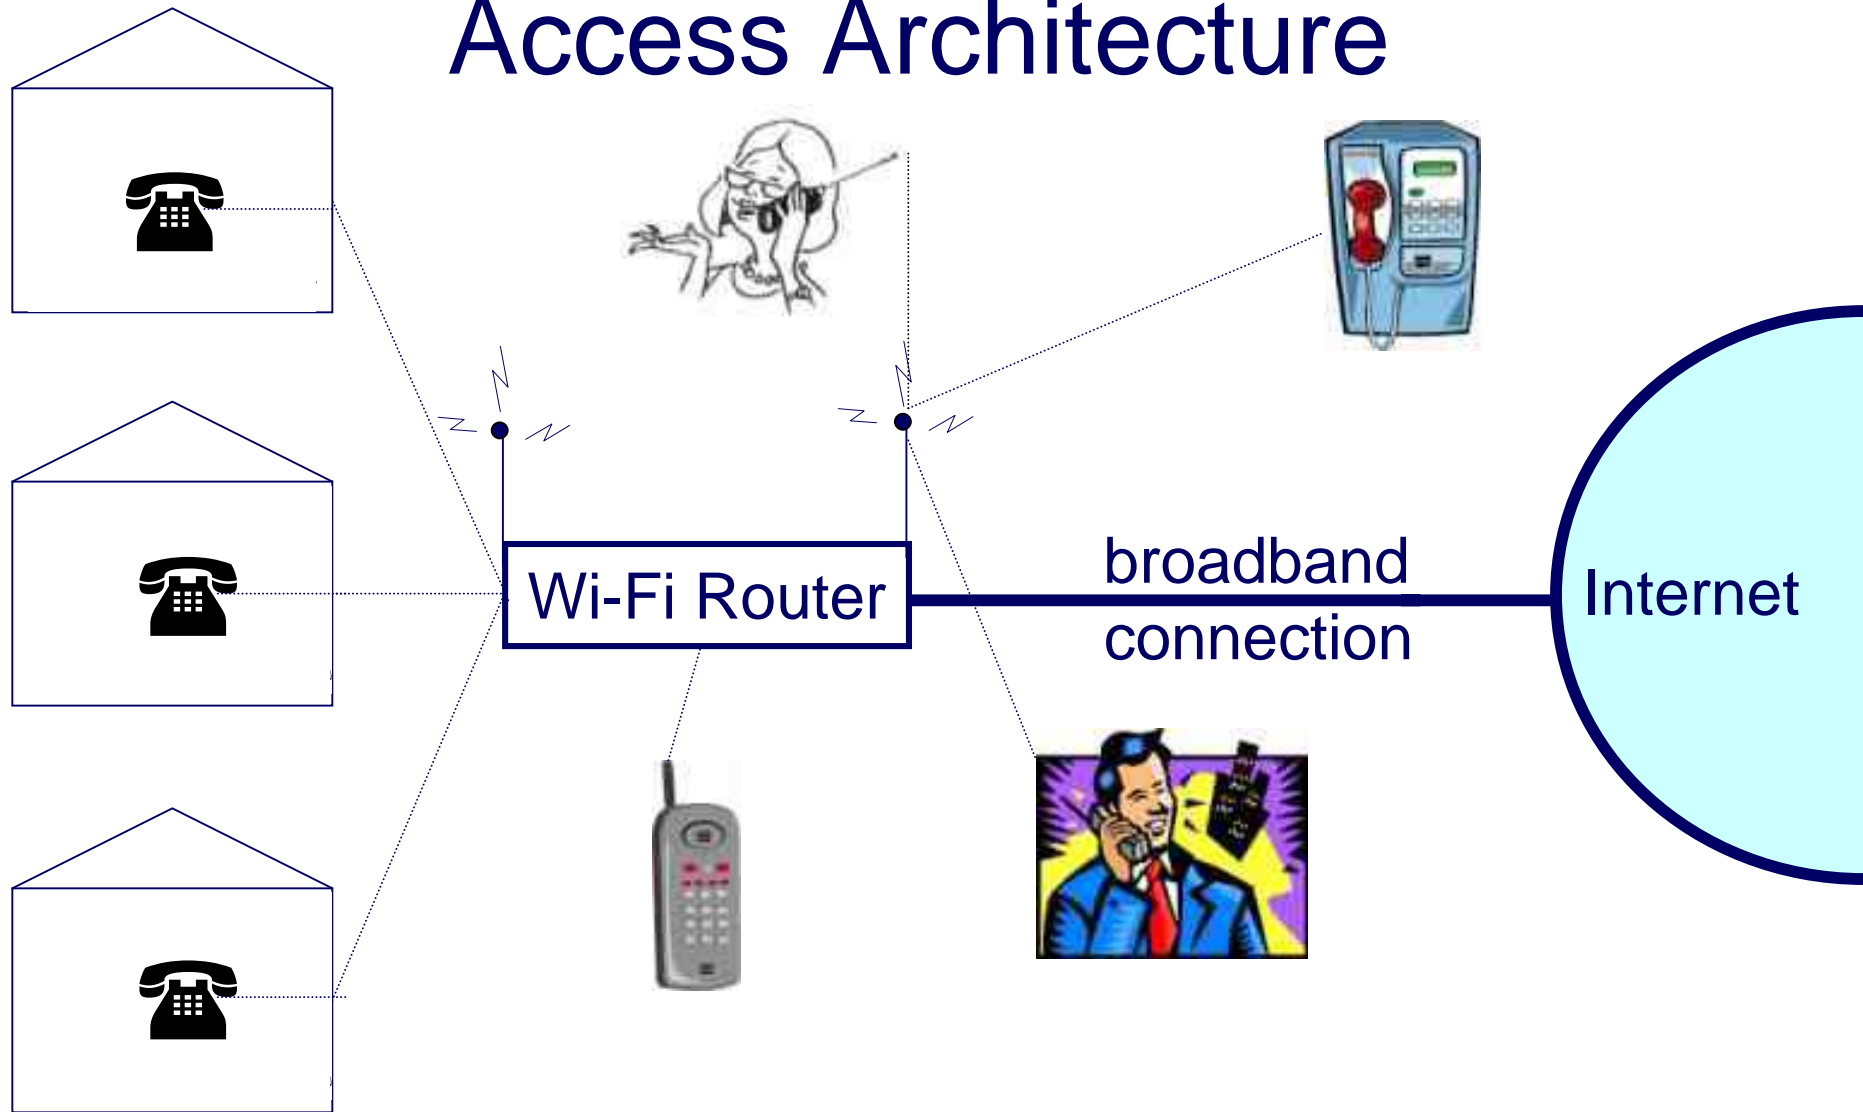 Access Architecture
Wi-Fi Router
broadband
connection
Internet